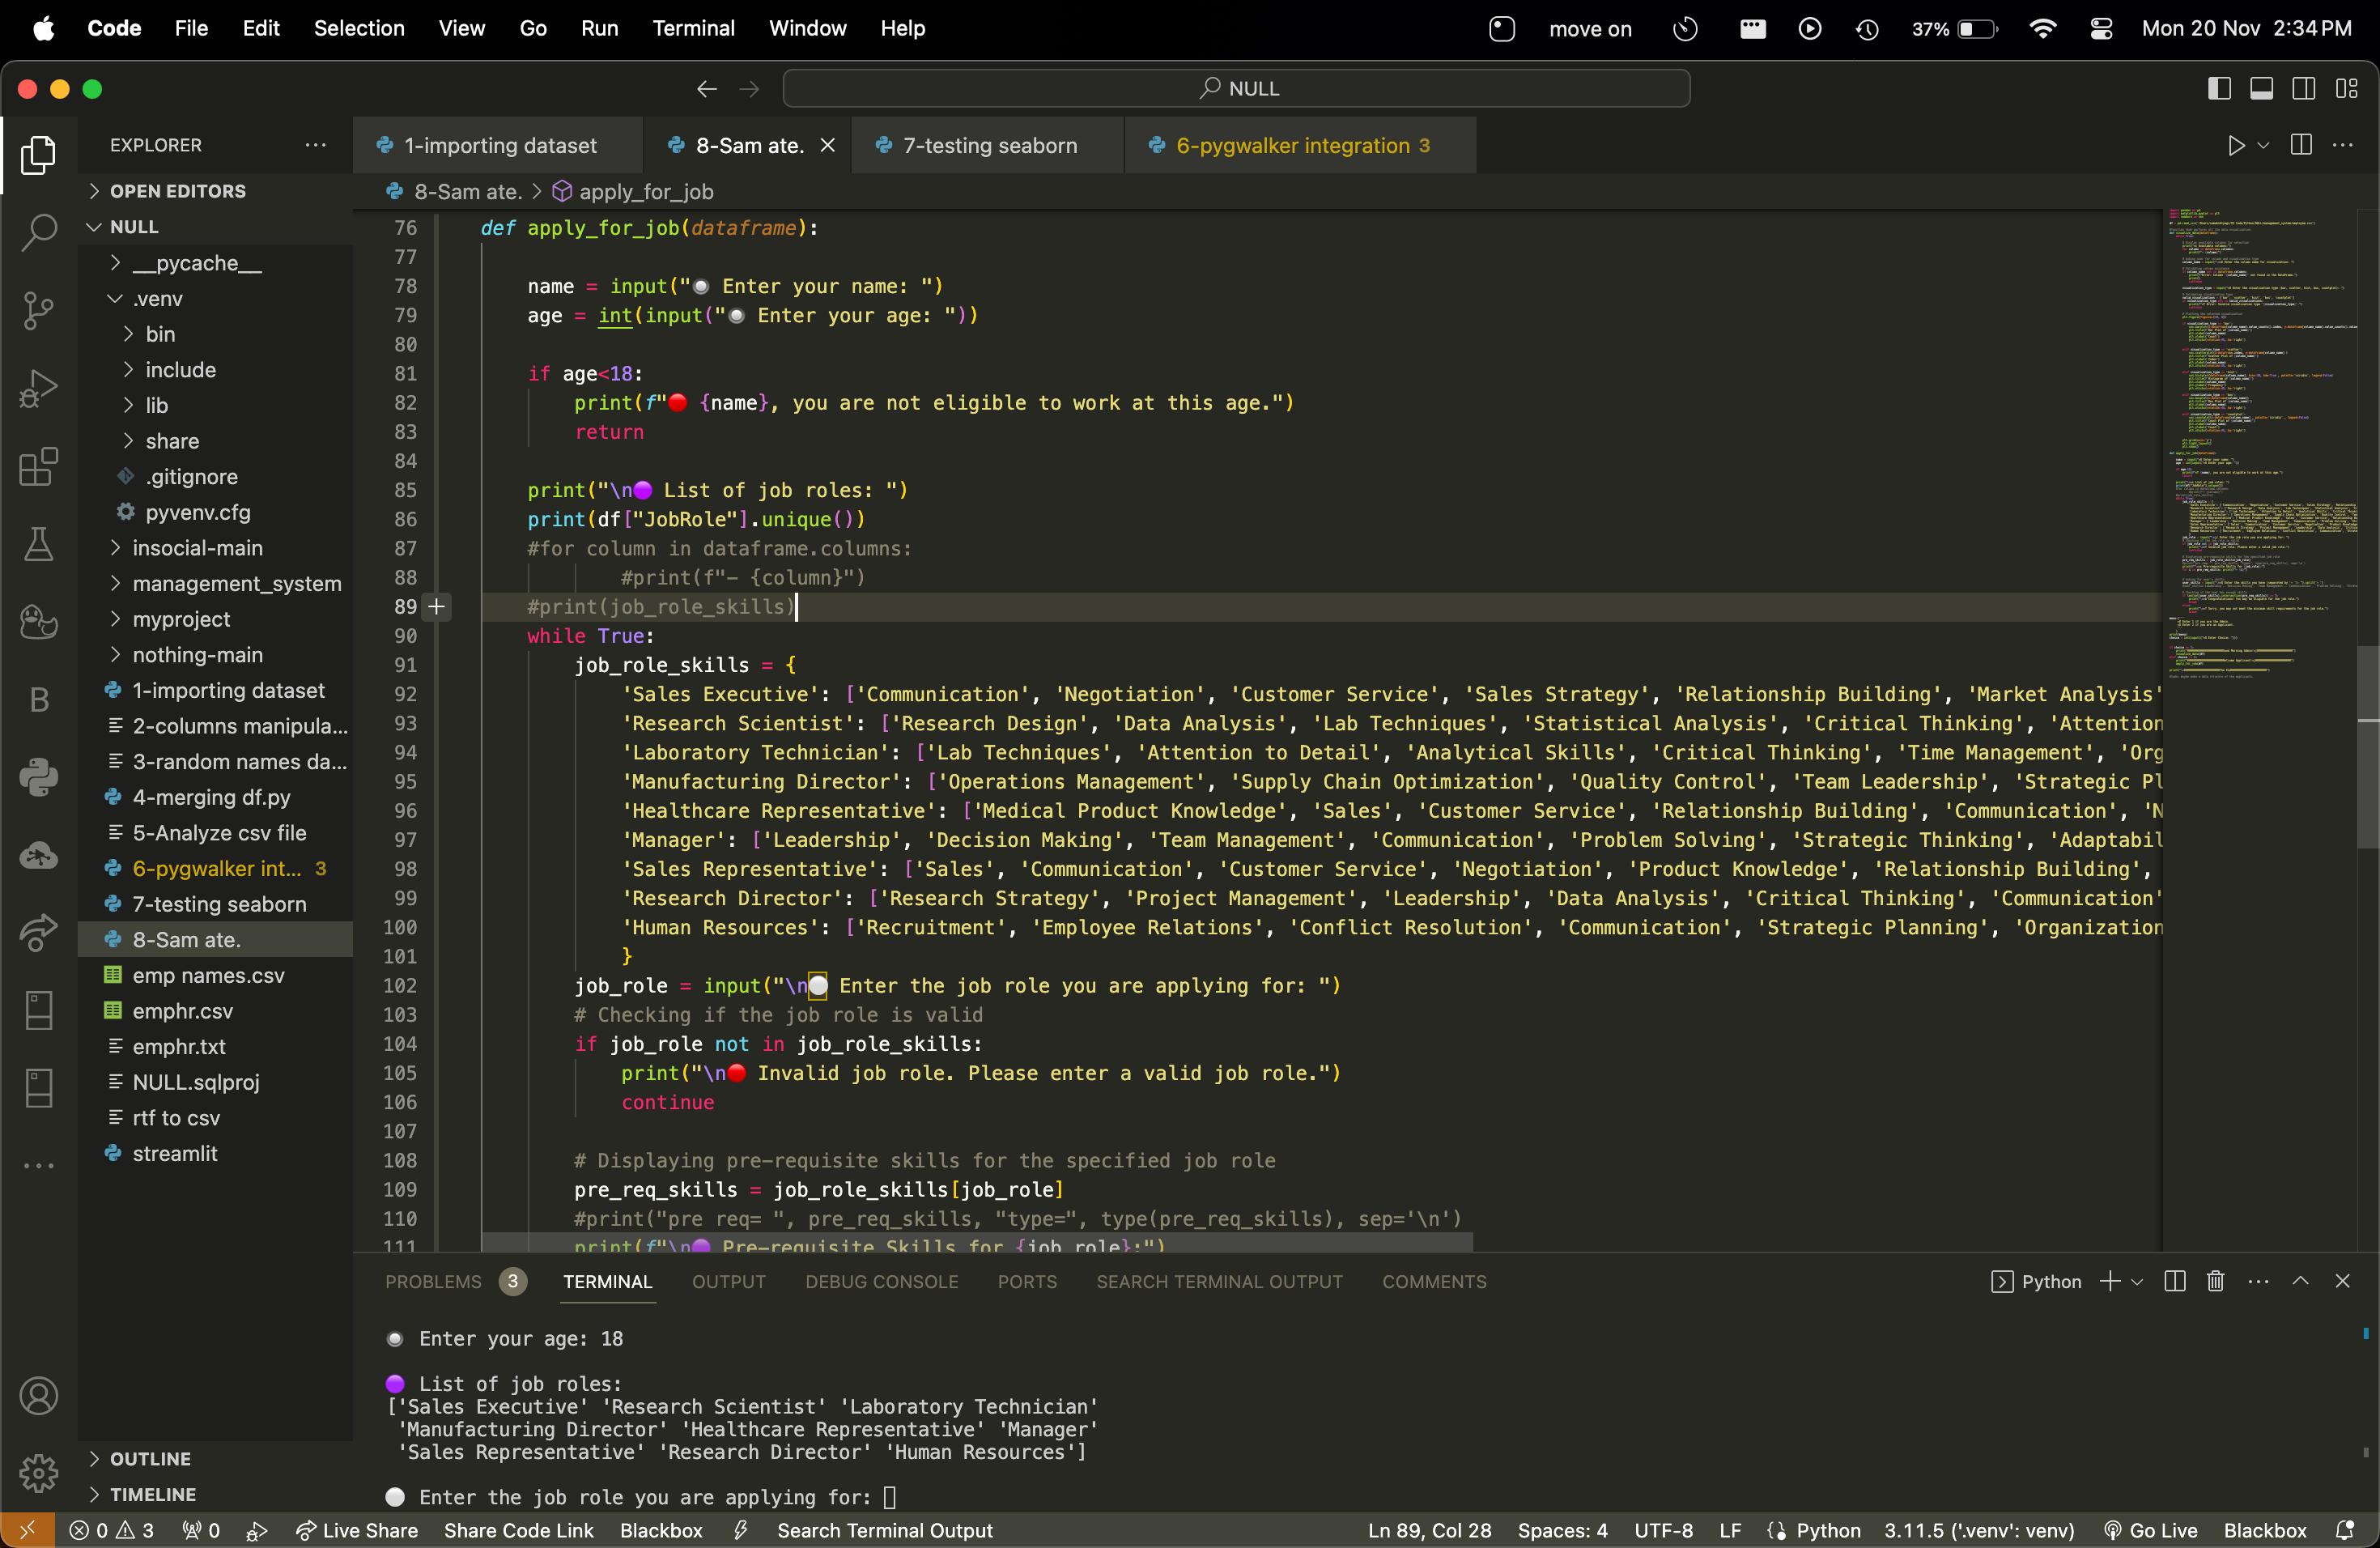 Code File Edit Selection View Go Run Terminal Window Help move on 37% Mon 20 Nov 2:34 PM
NULL
EXPLORER
OPEN EDITORS
NULL
__pycache__
.venv
bin
include
lib
share
.gitignore
pyvenv.cfg
insocial-main
management_system
myproject
nothing-main
1-importing dataset
2-columns manipula...
3-random names da...
4-merging df.py
5-Analyze csv file
6-pygwalker int... 3
7-testing seaborn
8-Sam ate.
emp names.csv
emphr.csv
emphr.txt
NULL.sqlproj
rtf to csv
streamlit
OUTLINE
TIMELINE
1-importing dataset 8-Sam ate. 7-testing seaborn 6-pygwalker integration 3
8-Sam ate. > apply_for_job
76 def apply_for_job(dataframe):
77
78 name = input("🔘 Enter your name: ")
79 age = int(input("🔘 Enter your age: "))
80
81 if age<18:
82 print(f"🔴 {name}, you are not eligible to work at this age.")
83 return
84
85 print("\n🟣 List of job roles: ")
86 print(df["JobRole"].unique())
87 #for column in dataframe.columns:
88 #print(f"- {column}")
89 #print(job_role_skills)
90 while True:
91 job_role_skills = {
92 'Sales Executive': ['Communication', 'Negotiation', 'Customer Service', 'Sales Strategy', 'Relationship Building', 'Market Analysis'
93 'Research Scientist': ['Research Design', 'Data Analysis', 'Lab Techniques', 'Statistical Analysis', 'Critical Thinking', 'Attention
94 'Laboratory Technician': ['Lab Techniques', 'Attention to Detail', 'Analytical Skills', 'Critical Thinking', 'Time Management', 'Org
95 'Manufacturing Director': ['Operations Management', 'Supply Chain Optimization', 'Quality Control', 'Team Leadership', 'Strategic Pl
96 'Healthcare Representative': ['Medical Product Knowledge', 'Sales', 'Customer Service', 'Relationship Building', 'Communication', 'N
97 'Manager': ['Leadership', 'Decision Making', 'Team Management', 'Communication', 'Problem Solving', 'Strategic Thinking', 'Adaptabil
98 'Sales Representative': ['Sales', 'Communication', 'Customer Service', 'Negotiation', 'Product Knowledge', 'Relationship Building',
99 'Research Director': ['Research Strategy', 'Project Management', 'Leadership', 'Data Analysis', 'Critical Thinking', 'Communication'
100 'Human Resources': ['Recruitment', 'Employee Relations', 'Conflict Resolution', 'Communication', 'Strategic Planning', 'Organization
101 }
102 job_role = input("\n⚪ Enter the job role you are applying for: ")
103 # Checking if the job role is valid
104 if job_role not in job_role_skills:
105 print("\n🔴 Invalid job role. Please enter a valid job role.")
106 continue
107
108 # Displaying pre-requisite skills for the specified job role
109 pre_req_skills = job_role_skills[job_role]
110 #print("pre req= ", pre_req_skills, "type=", type(pre_req_skills), sep='\n')
111 print(f"\n🟣 Pre-requisite Skills for {job_role}:")
PROBLEMS 3 TERMINAL OUTPUT DEBUG CONSOLE PORTS SEARCH TERMINAL OUTPUT COMMENTS Python
🔘 Enter your age: 18
🟣 List of job roles:
['Sales Executive' 'Research Scientist' 'Laboratory Technician'
'Manufacturing Director' 'Healthcare Representative' 'Manager'
'Sales Representative' 'Research Director' 'Human Resources']
⚪ Enter the job role you are applying for:
0 3 0 Live Share Share Code Link Blackbox Search Terminal Output Ln 89, Col 28 Spaces: 4 UTF-8 LF Python 3.11.5 ('.venv': venv) Go Live Blackbox